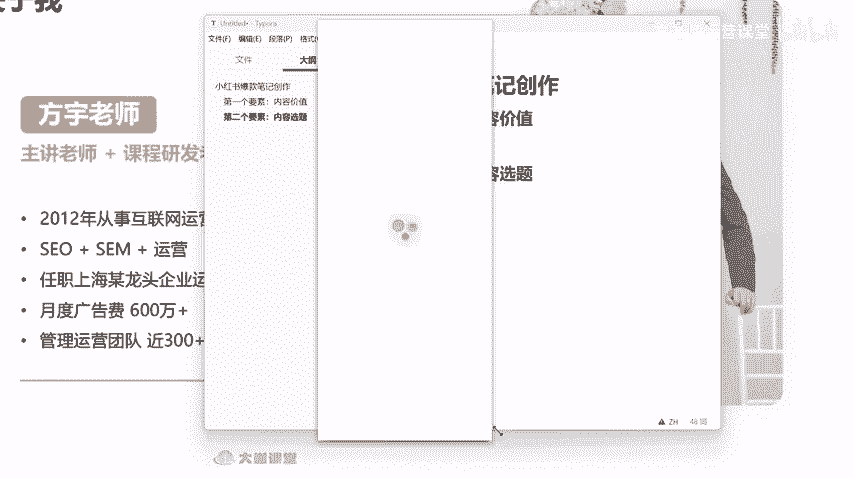 于我
方宇老师
主讲老师 + 课程研发
• 2012年从事互联网运营
• SEO + SEM + 运营
• 任职上海某龙头企业运
• 月度广告费 600万+
• 管理运营团队 近300+
Untitled• - Typora
文件(F) 编辑(E) 段落(P) 格式(
文件 大纲
小红书爆款笔记创作
第一个要素：内容价值
第二个要素：内容选题
笔记创作
容价值
容选题
ZH 48 词
课堂